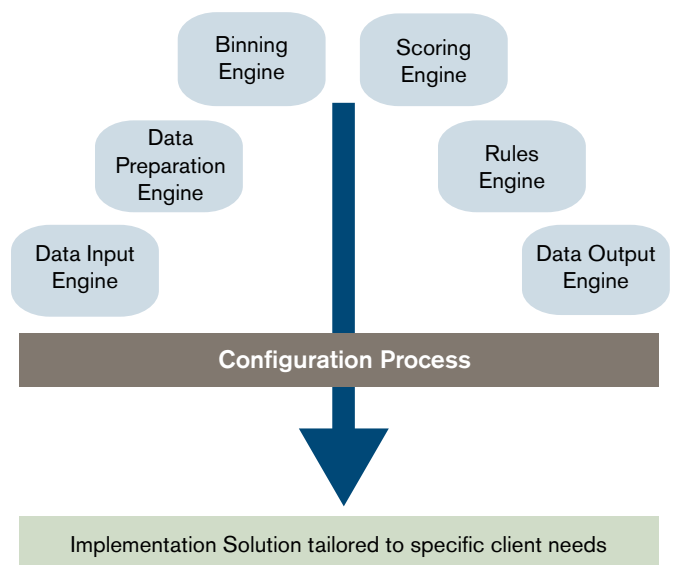 Binning
Engine
Scoring
Engine
Data
Preparation
Engine
Rules
Engine
Data Input
Engine
Data Output
Engine
Configuration Process
Implementation Solution tailored to specific client needs